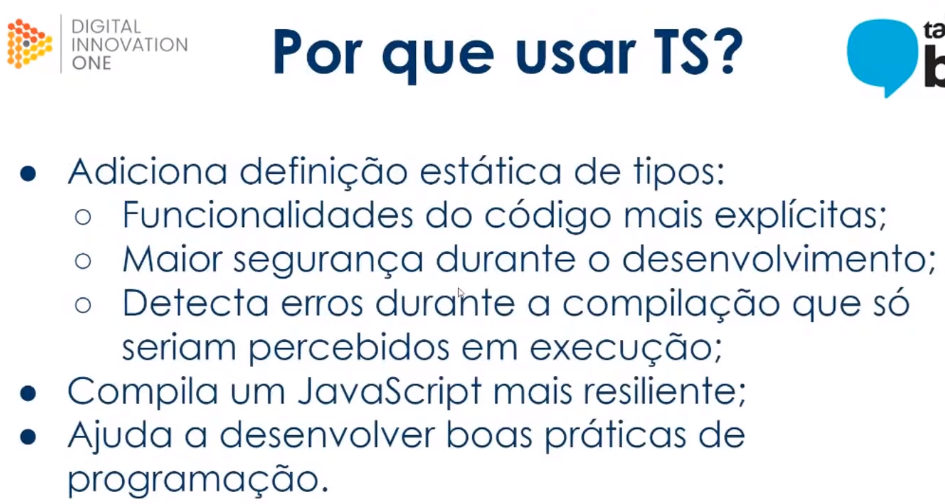 DIGITAL
INNOVATION
ONE
Por que usar TS?
● Adiciona definição estática de tipos:
○ Funcionalidades do código mais explícitas;
○ Maior segurança durante o desenvolvimento;
○ Detecta erros durante a compilação que só
seriam percebidos em execução;
● Compila um JavaScript mais resiliente;
● Ajuda a desenvolver boas práticas de
programação.